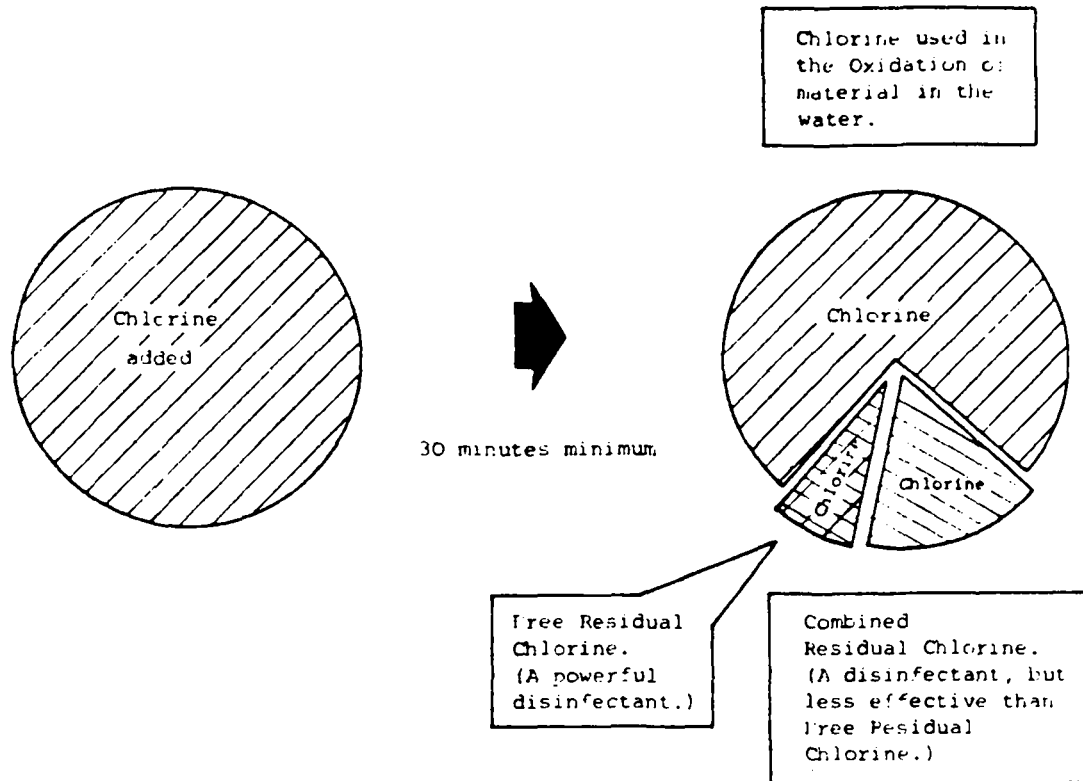 Chlorine used in
the Oxidation of
material in the
water.
Chlorine
added
30 minutes minimum
Chlorine
Chlorine
Chlorine
Free Residual
Chlorine.
(A powerful
disinfectant.)
Combined
Residual Chlorine.
(A disinfectant, but
less effective than
Free Residual
Chlorine.)